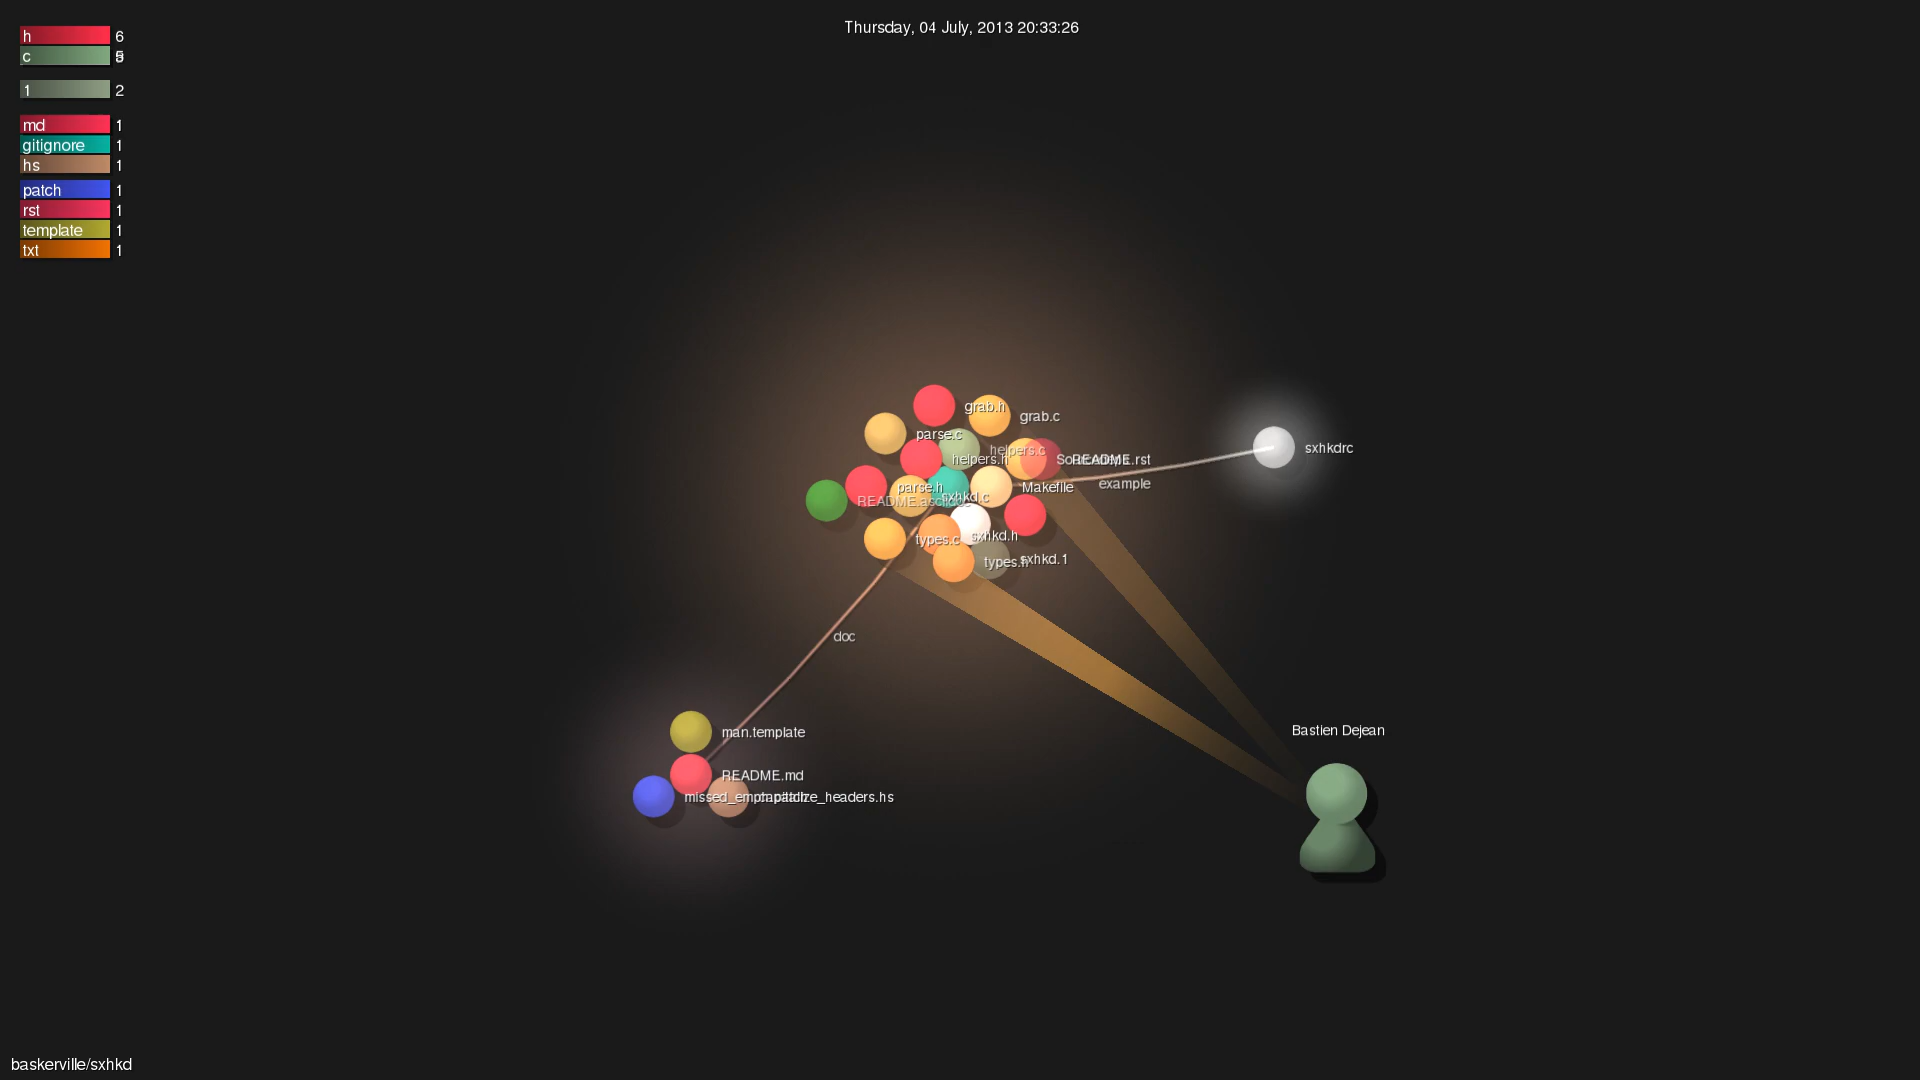 Thursday, 04 July, 2013 20:33:26
h 6
c
1 2
md 1
gitignore 1
hs 1
patch 1
rst 1
template 1
txt 1
grab.h
grab.c
parse.c
helpers.c
helpers.h
README.rst
sxhkdrc
example
Makefile
parse.h
sxhkd.c
sxhkd.h
types.c
types.h
sxhkd.1
doc
man.template
README.md
Bastien Dejean
baskerville/sxhkd